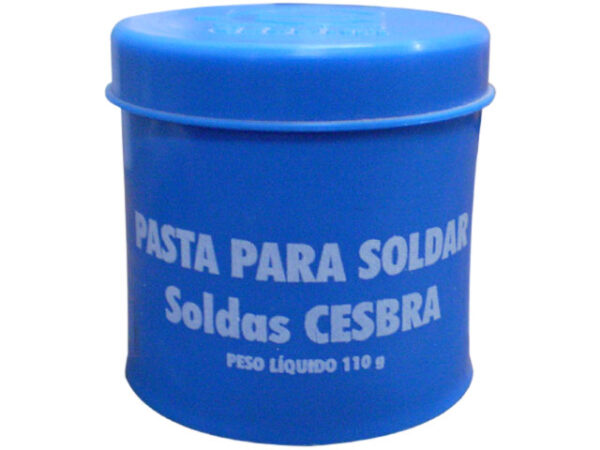 PASTA PARA SOLDAR
Soldas CESBRA
PESO LÍQUIDO 110 g